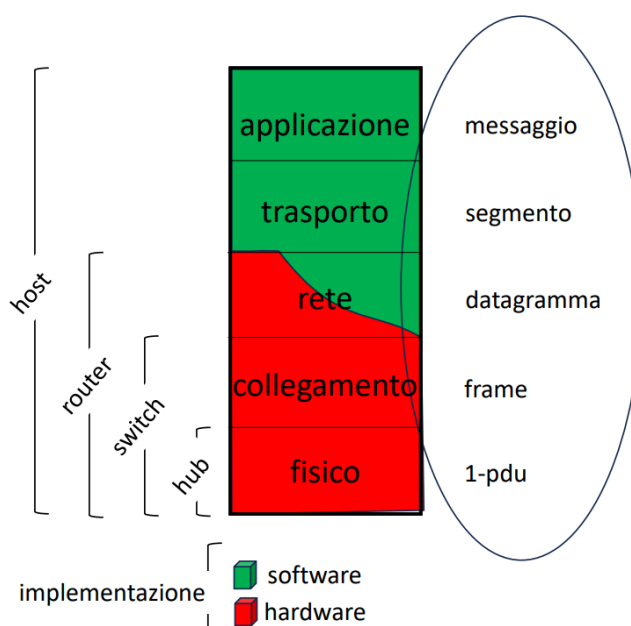 applicazione
messaggio
trasporto
segmento
rete
datagramma
collegamento
frame
fisico
1-pdu
host
router
switch
hub
implementazione
software
hardware